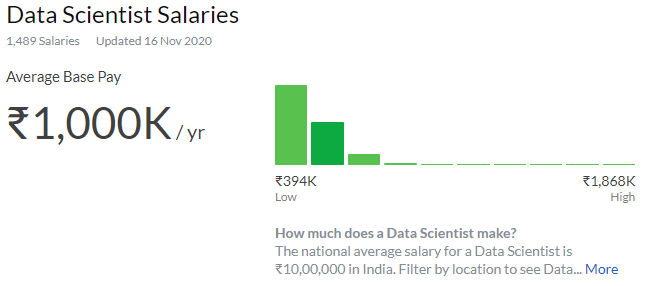 Data Scientist Salaries
1,489 Salaries Updated 16 Nov 2020
Average Base Pay
₹1,000K / yr
₹394K ₹1,868K
Low High
How much does a Data Scientist make?
The national average salary for a Data Scientist is
₹10,00,000 in India. Filter by location to see Data... More